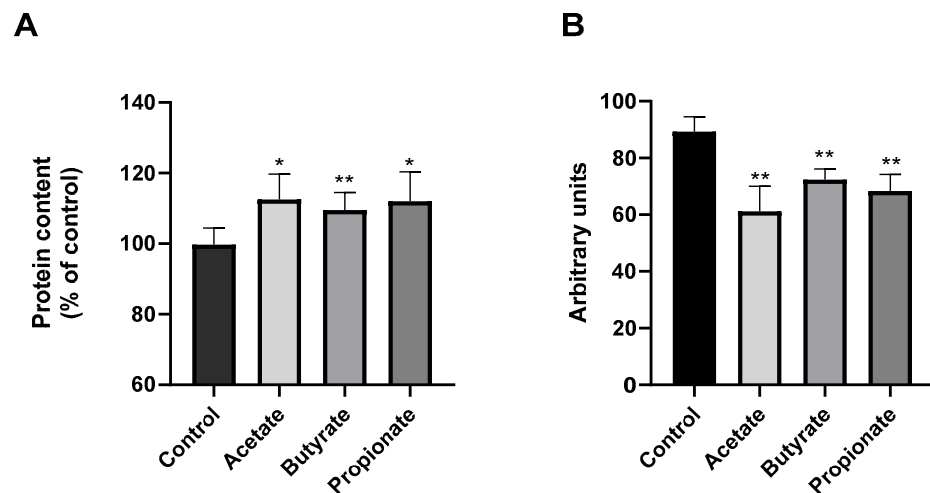 A
Protein content
(% of control)
140
120
100
80
60
*
**
*
Control
Acetate
Butyrate
Propionate
B
Arbitrary units
100
80
60
40
20
0
**
**
**
Control
Acetate
Butyrate
Propionate